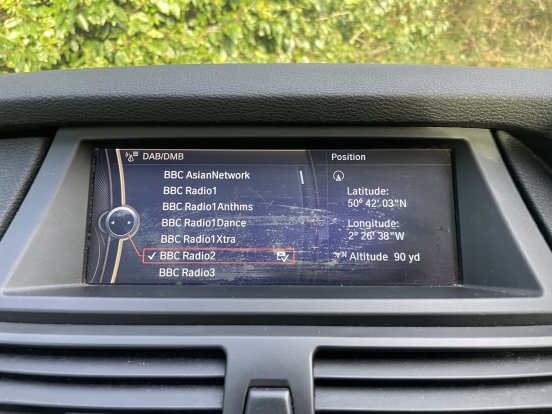 DAB/DMB
BBC AsianNetwork
BBC Radio1
BBC Radio1Anthms
BBC Radio1Dance
BBC Radio1Xtra
BBC Radio2
BBC Radio3
Position
Latitude:
50° 42' 03"N
Longitude:
2° 26' 38"W
N Altitude 90 yd